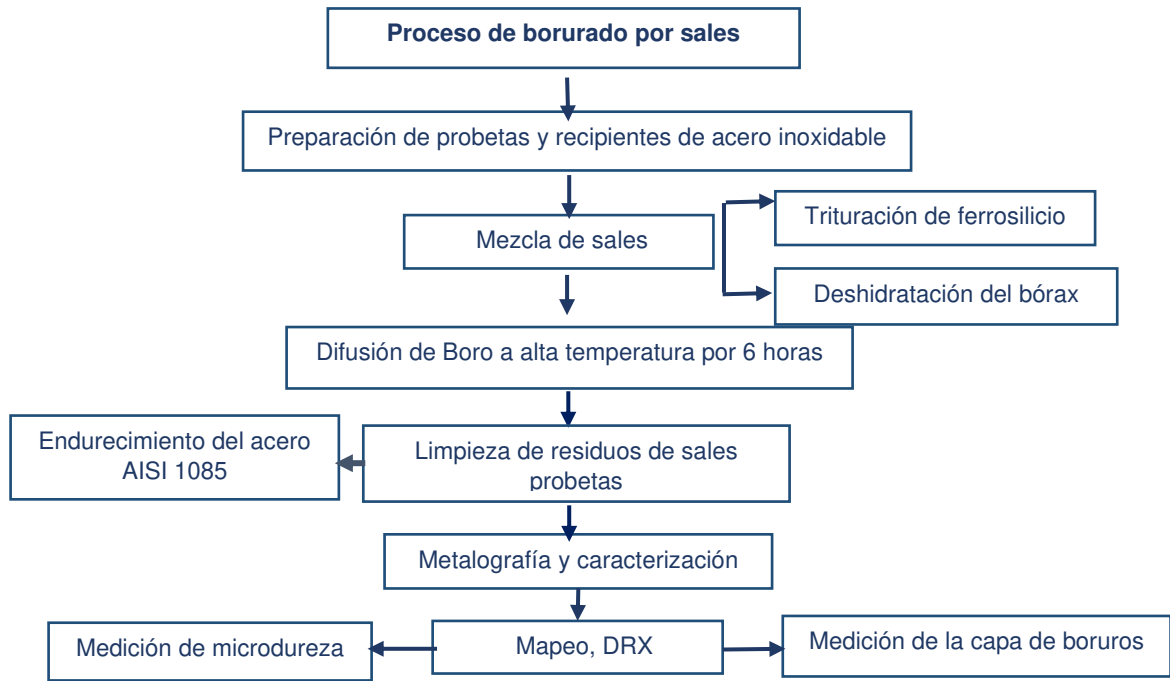 Proceso de borurado por sales
Preparación de probetas y recipientes de acero inoxidable
Mezcla de sales
Trituración de ferrosilicio
Deshidratación del bórax
Difusión de Boro a alta temperatura por 6 horas
Endurecimiento del acero
AISI 1085
Limpieza de residuos de sales
probetas
Metalografía y caracterización
Medición de microdureza
Mapeo, DRX
Medición de la capa de boruros